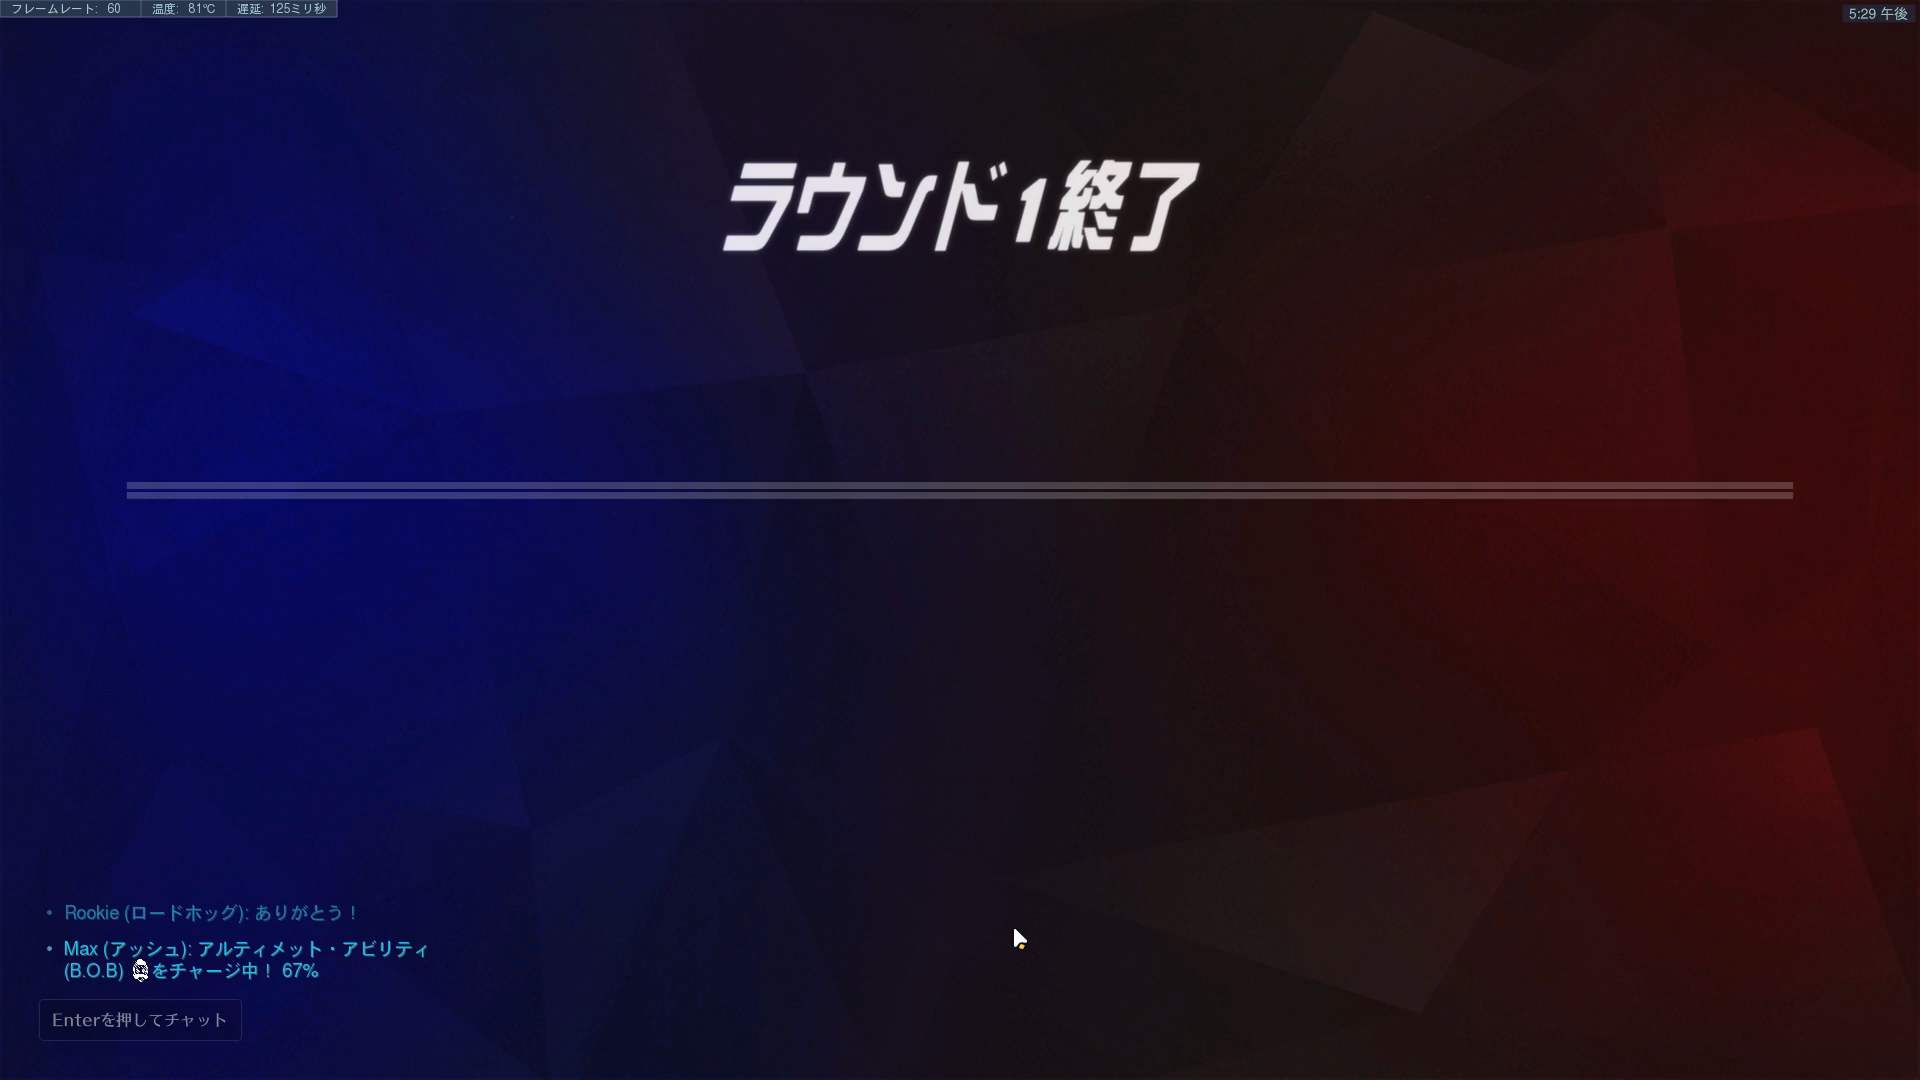 フレームレート: 60 温度: 81°C 遅延: 125ミリ秒
5:29 午後
ラウンド1終了
• Rookie (ロードホッグ): ありがとう！
• Max (アッシュ): アルティメット・アビリティ
(B.O.B) をチャージ中！ 67%
Enterを押してチャット